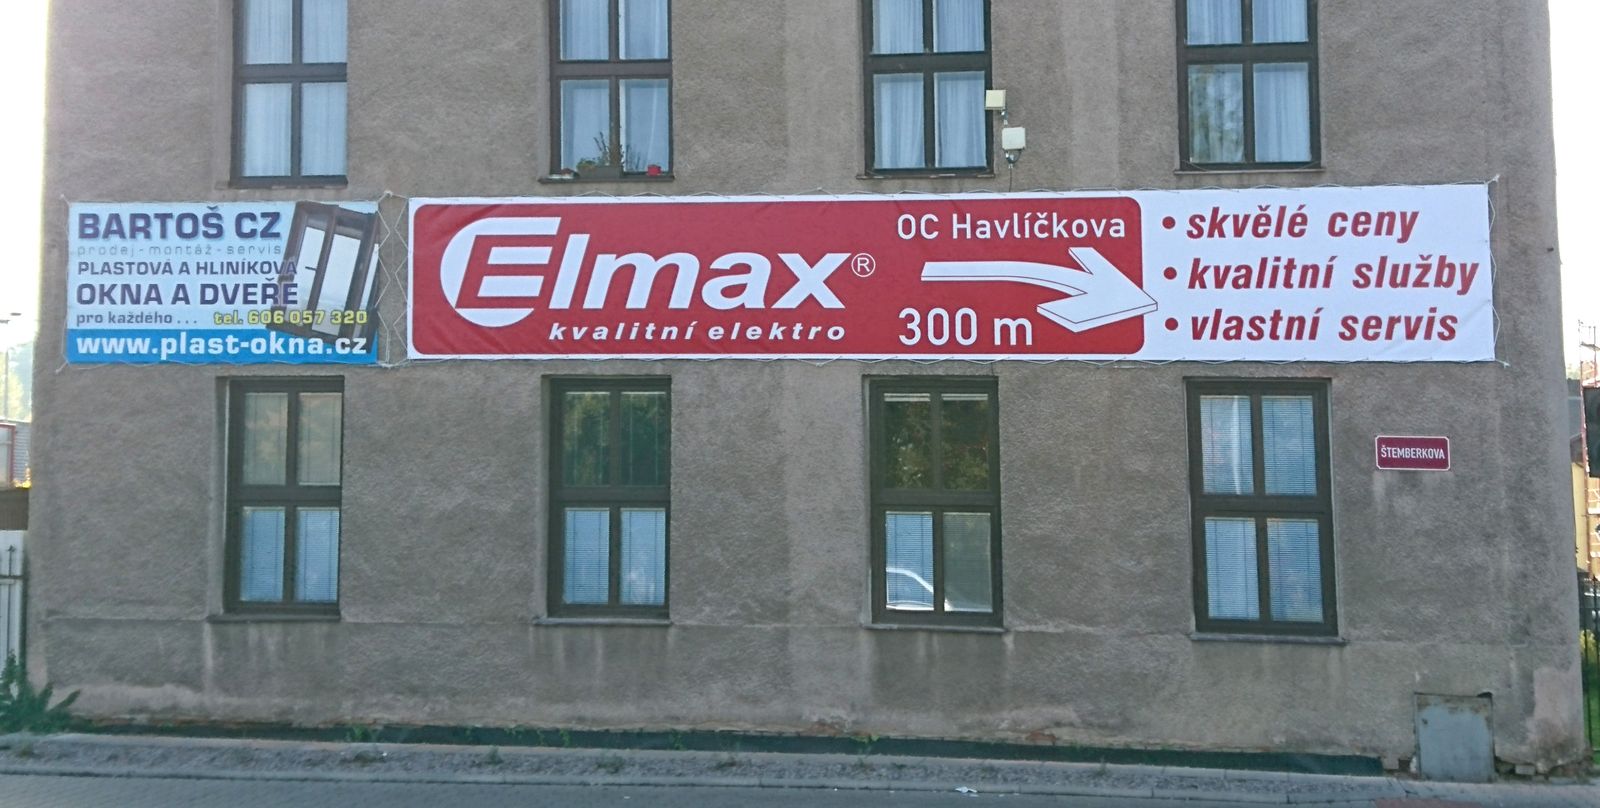 BARTOŠ CZ
prodej - montáž - servis
PLASTOVÁ A HLINÍKOVÁ
OKNA A DVEŘE
pro každého... tel. 606 057 320
www.plast-okna.cz
Elmax®
kvalitní elektro
OC Havlíčkova
300 m
• skvělé ceny
• kvalitní služby
• vlastní servis
ŠTEMBERKOVA